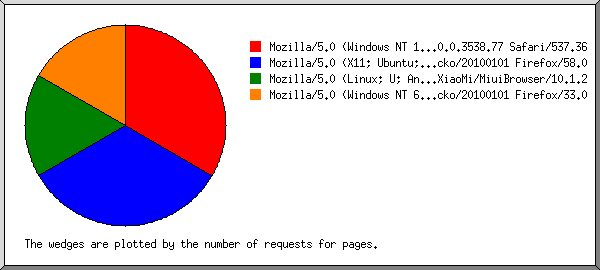 Mozilla/5.0 (Windows NT 1...0.0.3538.77 Safari/537.36
Mozilla/5.0 (X11; Ubuntu;...cko/20100101 Firefox/58.0
Mozilla/5.0 (Linux; U; An...XiaoMi/MiuiBrowser/10.1.2
Mozilla/5.0 (Windows NT 6...cko/20100101 Firefox/33.0
The wedges are plotted by the number of requests for pages.